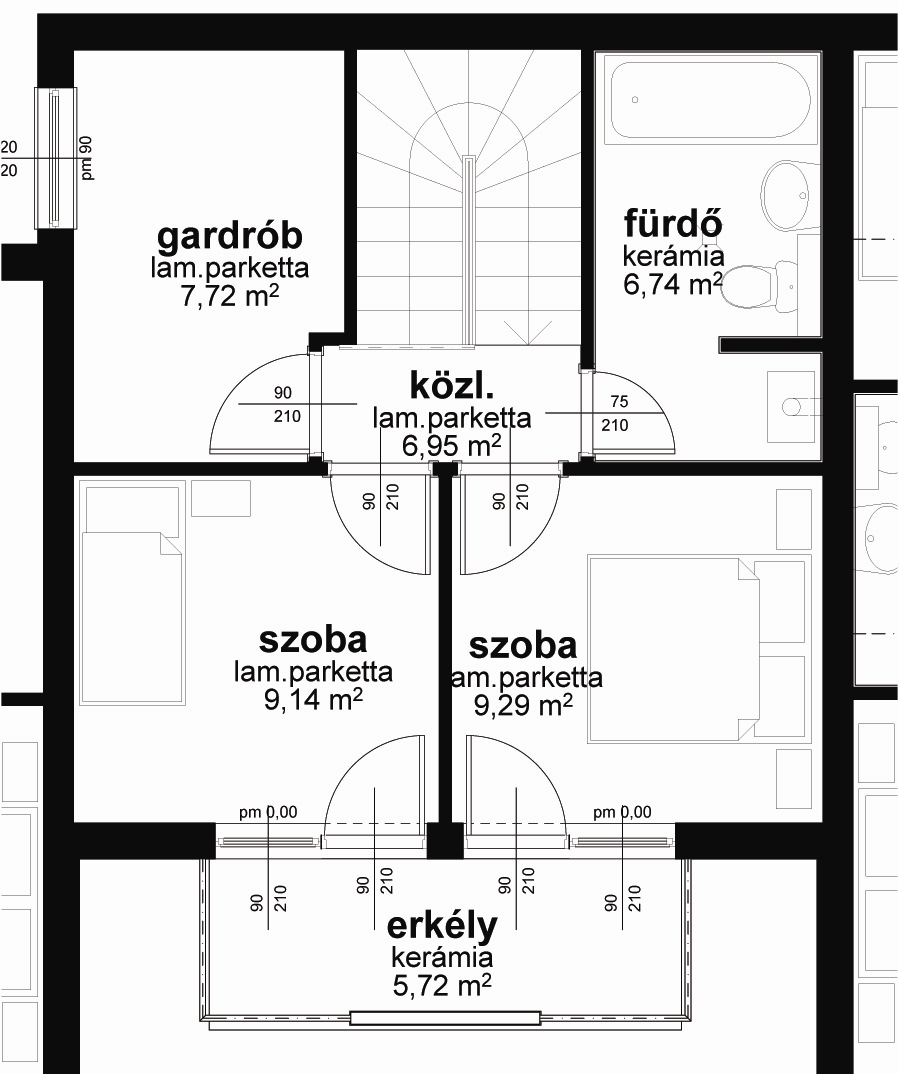 20
20
pm 90
gardrób
lam.parketta
7,72 m²
fürdő
kerámia
6,74 m²
90
210
közl.
lam.parketta
6,95 m²
75
210
90
210
90
210
szoba
lam.parketta
9,14 m²
szoba
am.parketta
9,29 m²
pm 0,00
pm 0,00
90
210
90
210
90
210
90
210
erkély
kerámia
5,72 m²